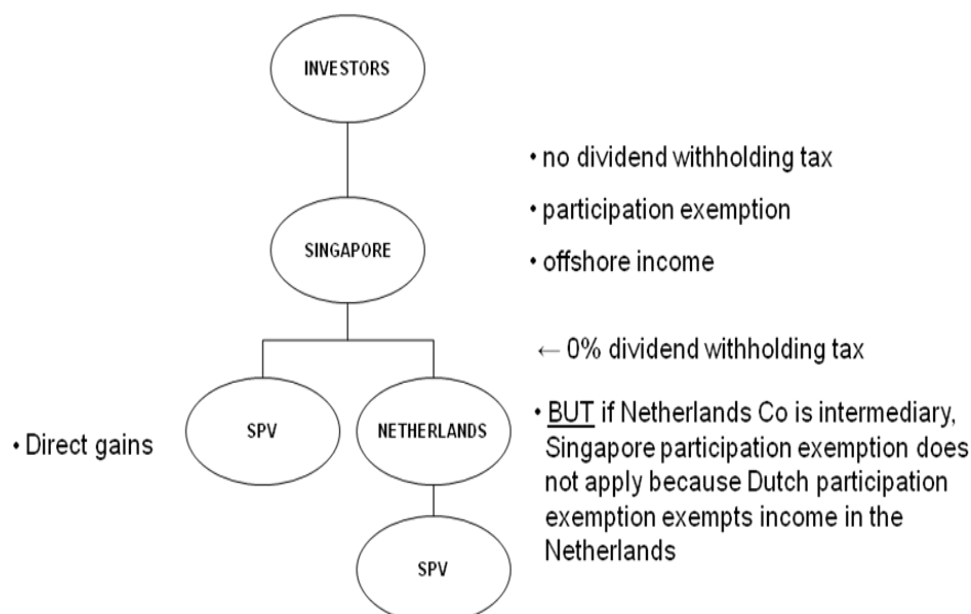 INVESTORS
• no dividend withholding tax
• participation exemption
SINGAPORE
• offshore income
← 0% dividend withholding tax
• Direct gains
SPV
NETHERLANDS
• BUT if Netherlands Co is intermediary,
Singapore participation exemption does
not apply because Dutch participation
exemption exempts income in the
Netherlands
SPV